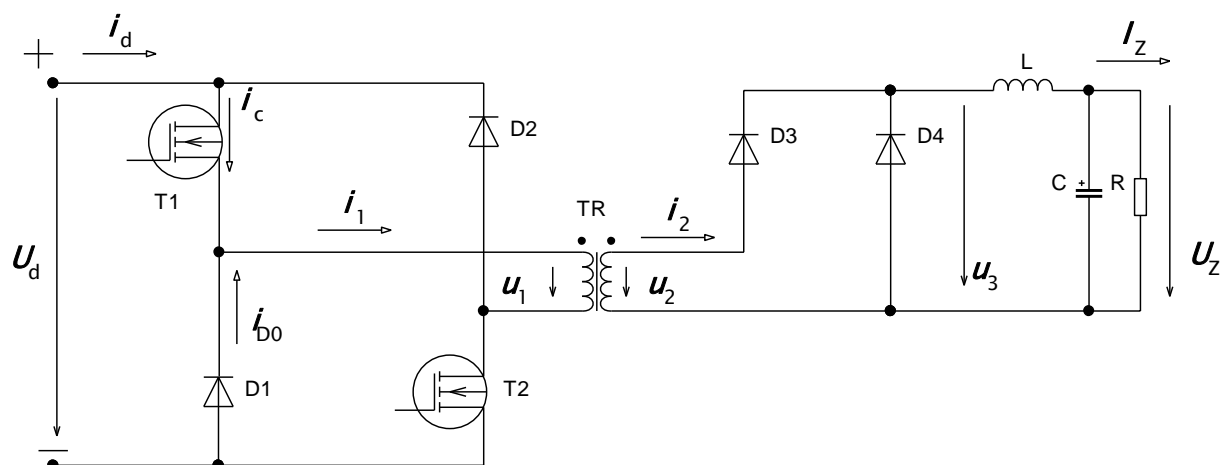 i_d
I_Z
L
+
i_c
D2
D3
D4
C
+
R
T1
i_1
TR
i_2
U_d
u_1
u_2
u_3
U_Z
i_D0
D1
T2
−